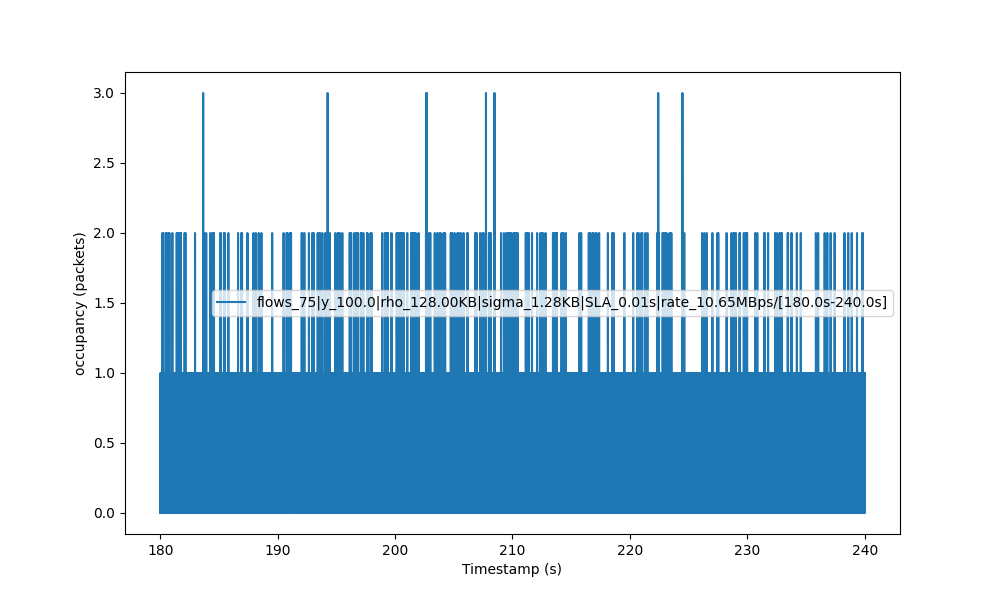 3.0
2.5
2.0
1.5
1.0
0.5
0.0
occupancy (packets)
flows_75|y_100.0|rho_128.00KB|sigma_1.28KB|SLA_0.01s|rate_10.65MBps/[180.0s-240.0s]
180 190 200 210 220 230 240
Timestamp (s)